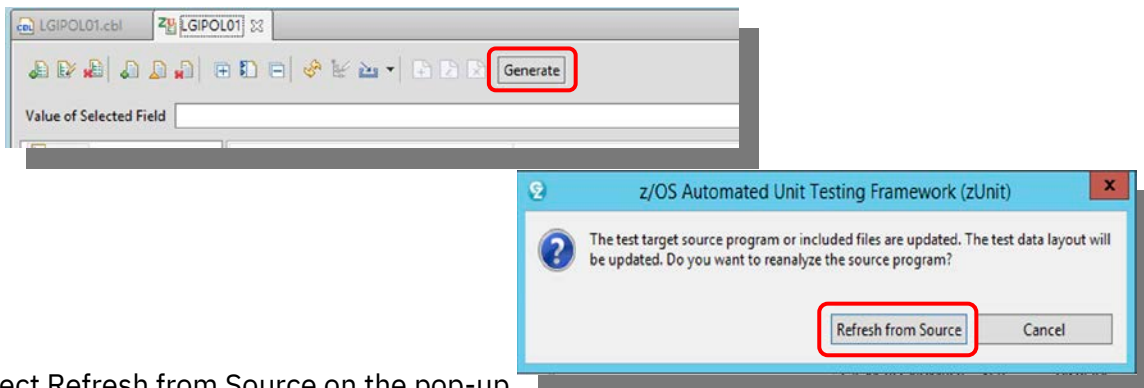 LGIPOL01.cbl LGIPOL01
Generate
Value of Selected Field
z/OS Automated Unit Testing Framework (zUnit)
The test target source program or included files are updated. The test data layout will
be updated. Do you want to reanalyze the source program?
Refresh from Source Cancel
ect Refresh from Source on the pop-up